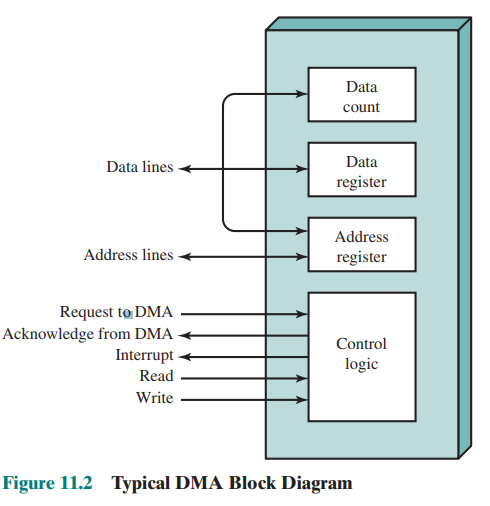 Data
count
Data lines
Data
register
Address lines
Address
register
Request to DMA
Acknowledge from DMA
Interrupt
Read
Write
Control
logic
Figure 11.2 Typical DMA Block Diagram